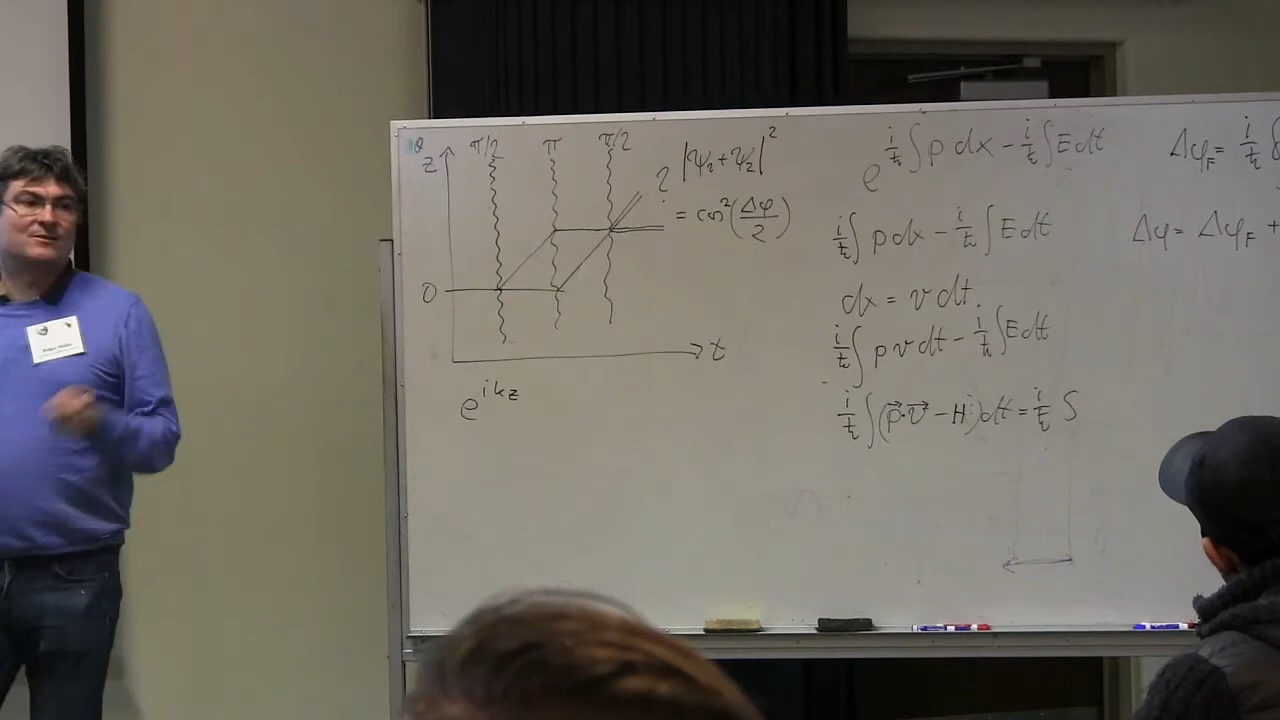 π/2 π π/2
z
0
t
|ψ₁+ψ₂|²
= cos²(Δφ/2)
e^{ikz}
e^{i/ħ ∫p dx − i/ħ ∫E dt}
i/ħ ∫p dx − i/ħ ∫E dt
dx = v dt
i/ħ ∫p v dt − i/ħ ∫E dt
i/ħ ∫(p⃗·v⃗ − H)dt = i/ħ S
Δφ_F = i/ħ
Δφ = Δφ_F +